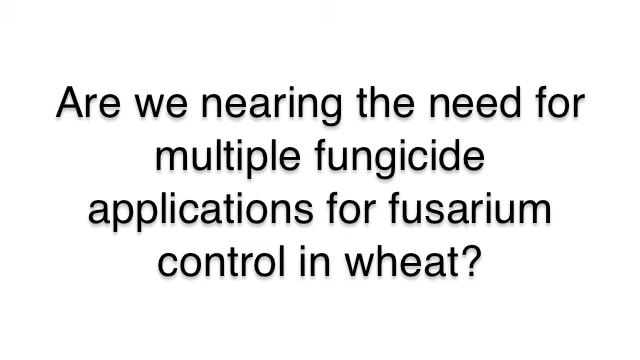 Are we nearing the need for
multiple fungicide
applications for fusarium
control in wheat?